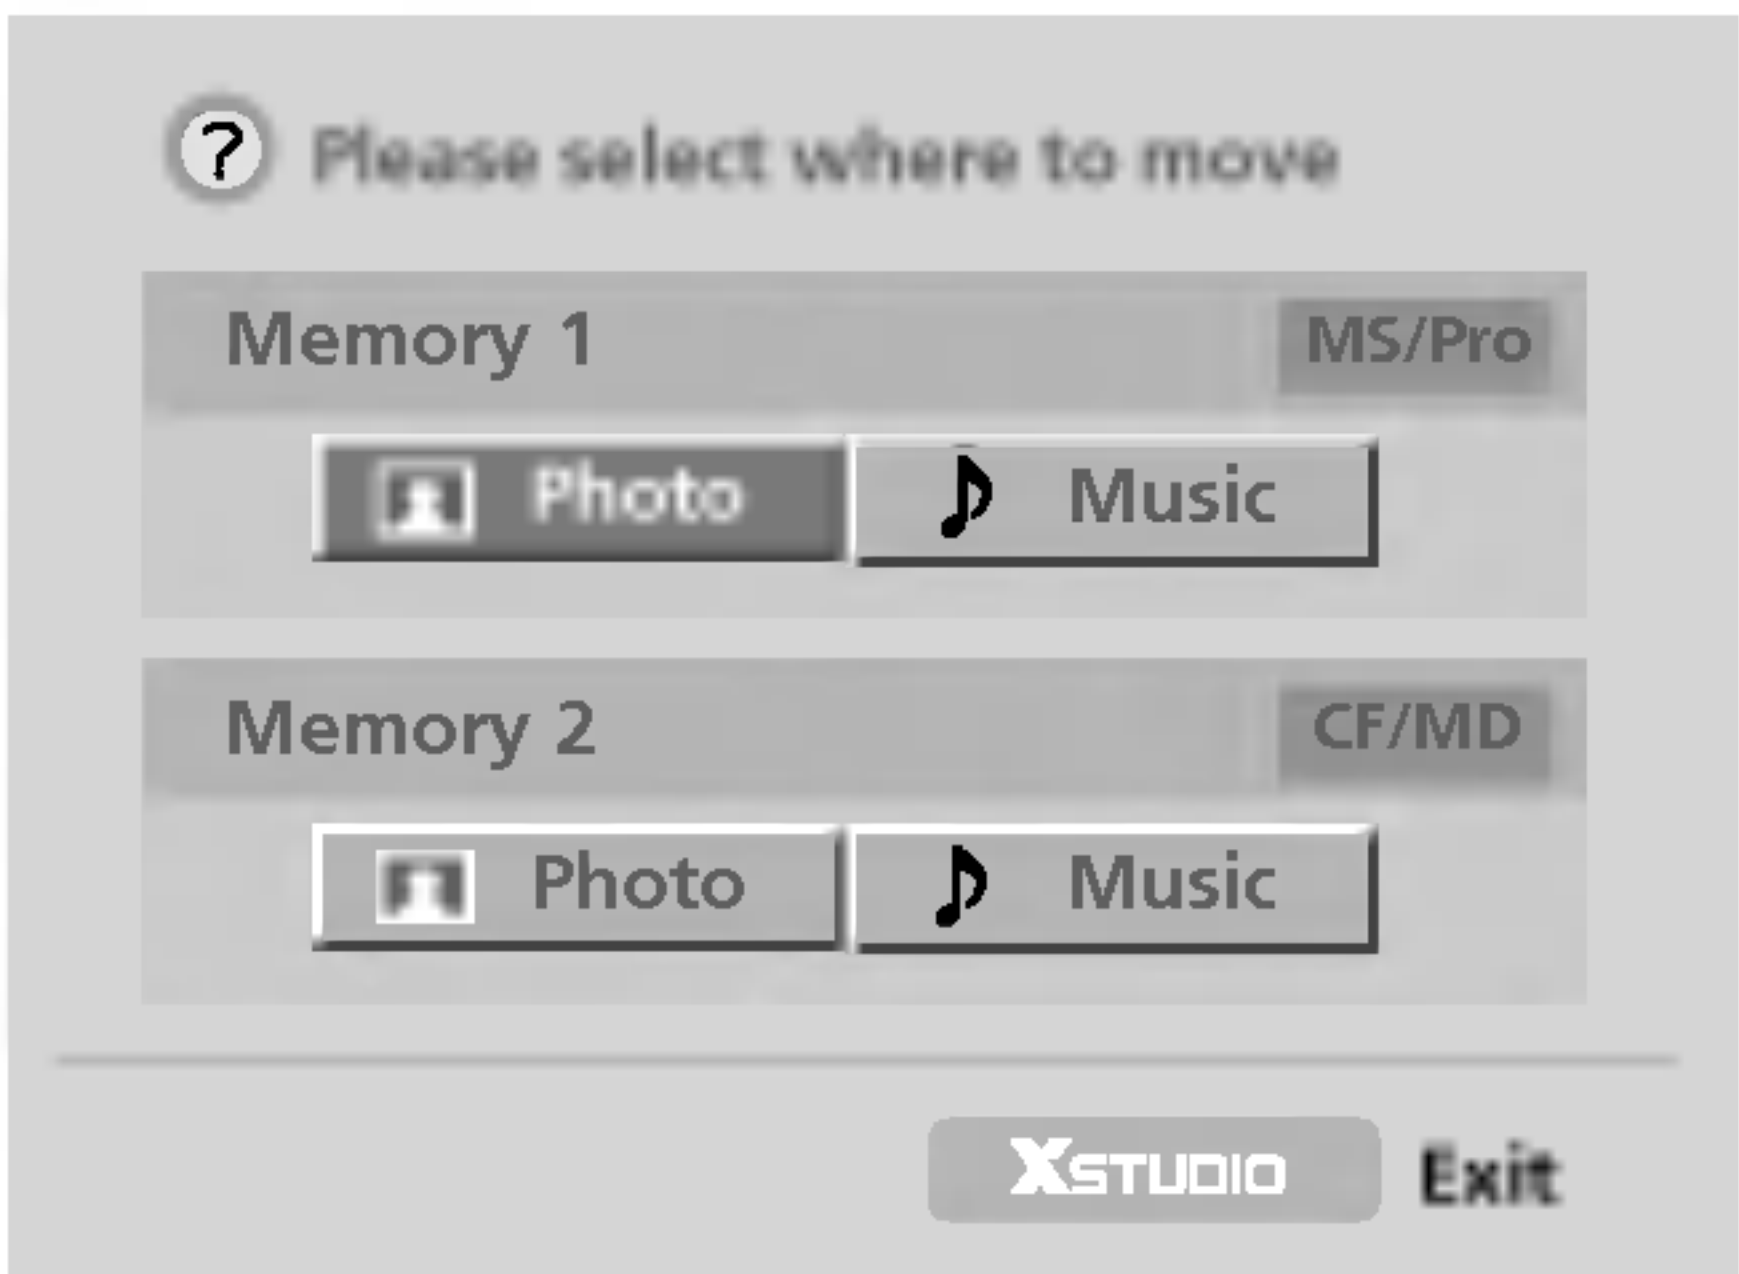 ? Please select where to move
Memory 1 MS/Pro
Photo Music
Memory 2 CF/MD
Photo Music
XSTUDIO Exit